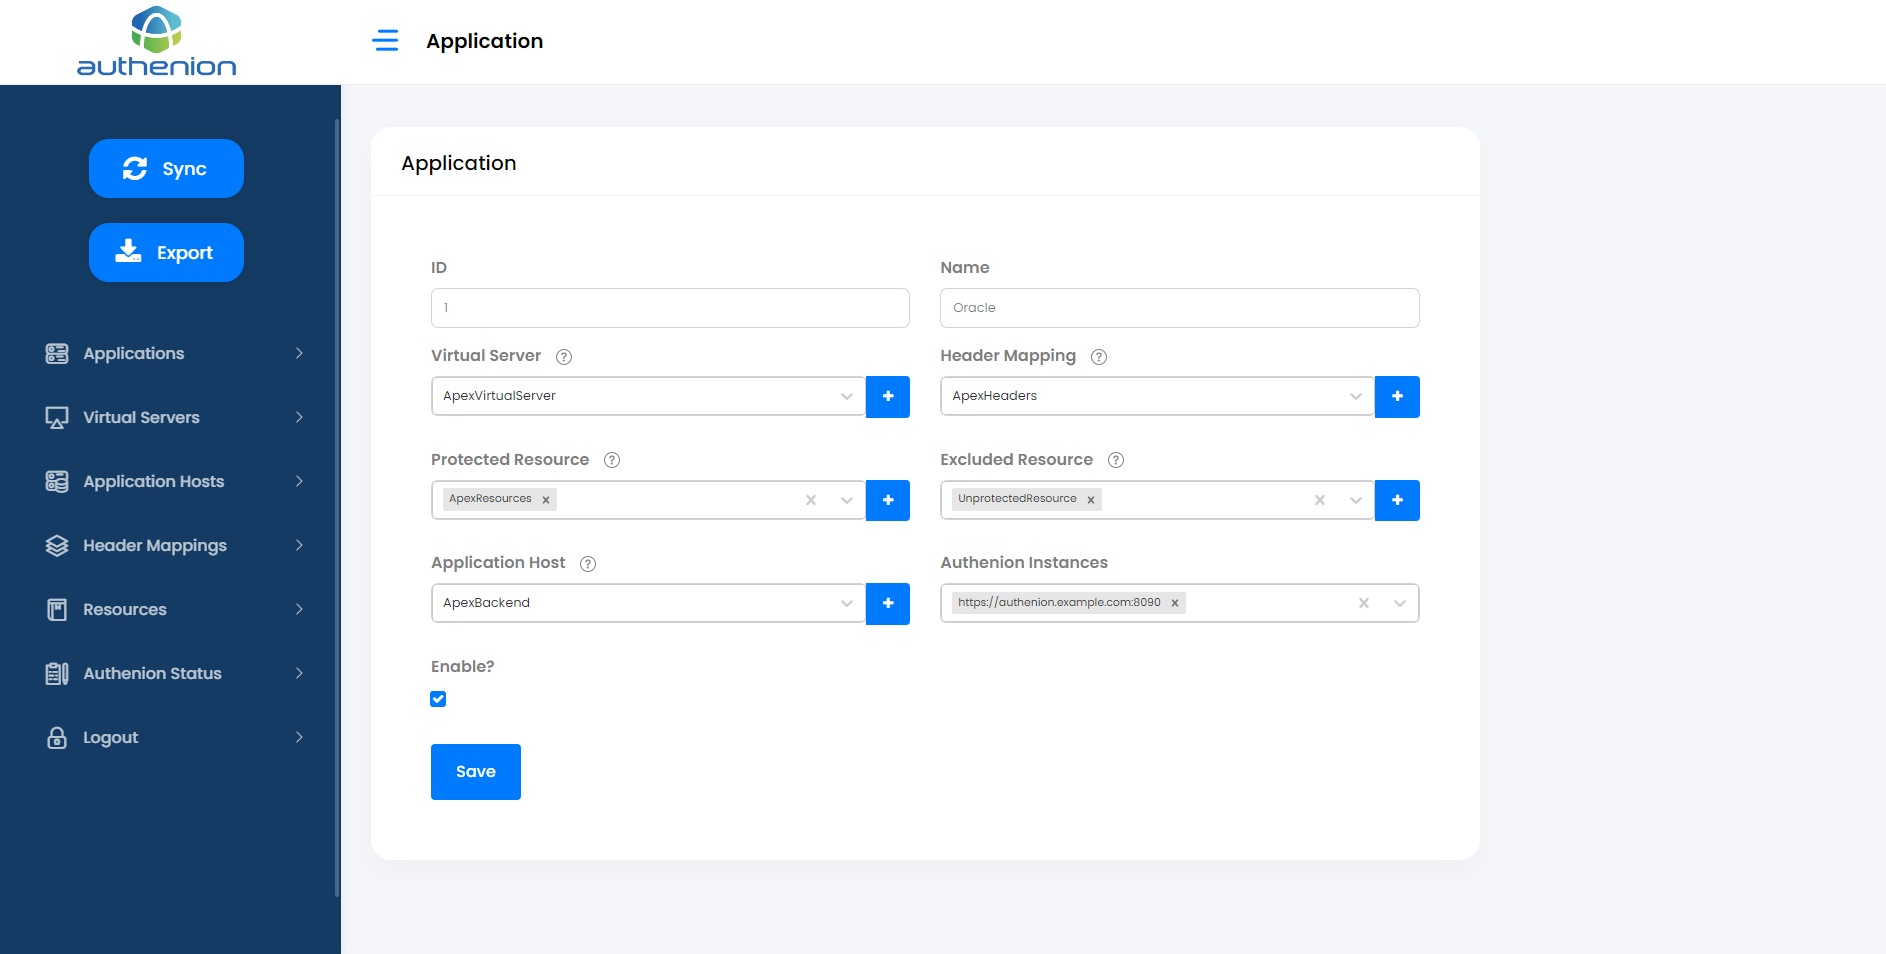 authenion
Application
Sync
Export
Applications
Virtual Servers
Application Hosts
Header Mappings
Resources
Authenion Status
Logout
Application
ID
Name
1
Oracle
Virtual Server ?
Header Mapping ?
ApexVirtualServer
+
ApexHeaders
+
Protected Resource ?
Excluded Resource ?
ApexResources ×
+
UnprotectedResource ×
+
Application Host ?
Authenion Instances
ApexBackend
+
https://authenion.example.com:8090 ×
Enable?
Save